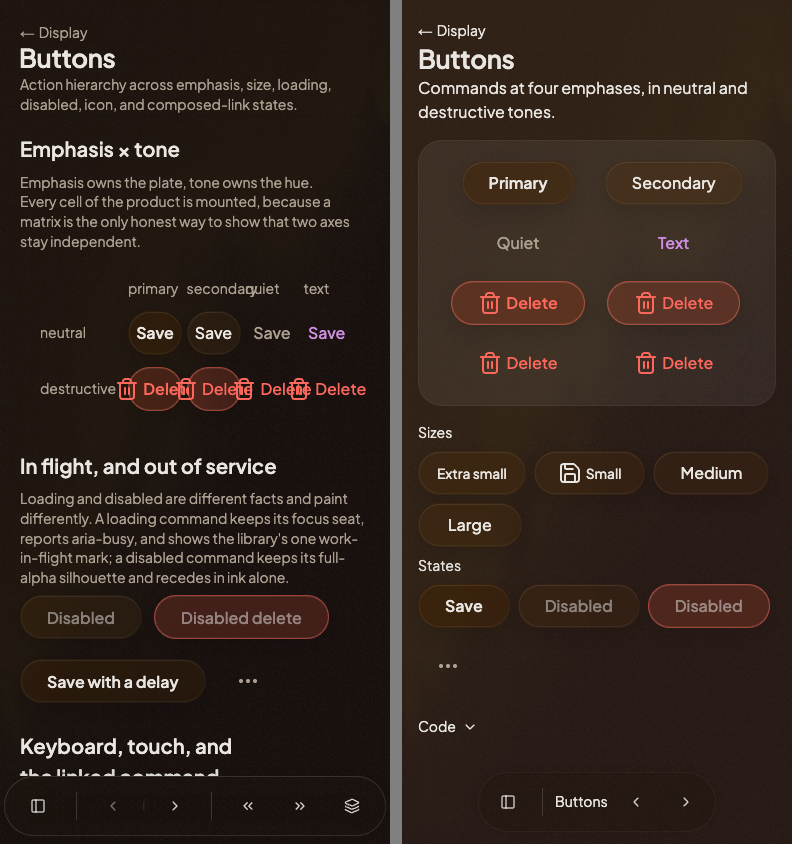 ← Display
Buttons
Action hierarchy across emphasis, size, loading,
disabled, icon, and composed-link states.
Emphasis × tone
Emphasis owns the plate, tone owns the hue.
Every cell of the product is mounted, because a
matrix is the only honest way to show that two axes
stay independent.
primary secondary quiet text
neutral Save Save Save Save
destructive Delete Delete Delete Delete
In flight, and out of service
Loading and disabled are different facts and paint
differently. A loading command keeps its focus seat,
reports aria-busy, and shows the library's one work-
in-flight mark; a disabled command keeps its full-
alpha silhouette and recedes in ink alone.
Disabled Disabled delete
Save with a delay
Keyboard, touch, and
the linked command
← Display
Buttons
Commands at four emphases, in neutral and
destructive tones.
Primary Secondary
Quiet Text
Delete Delete
Delete Delete
Sizes
Extra small Small Medium
Large
States
Save Disabled Disabled
Code
Buttons